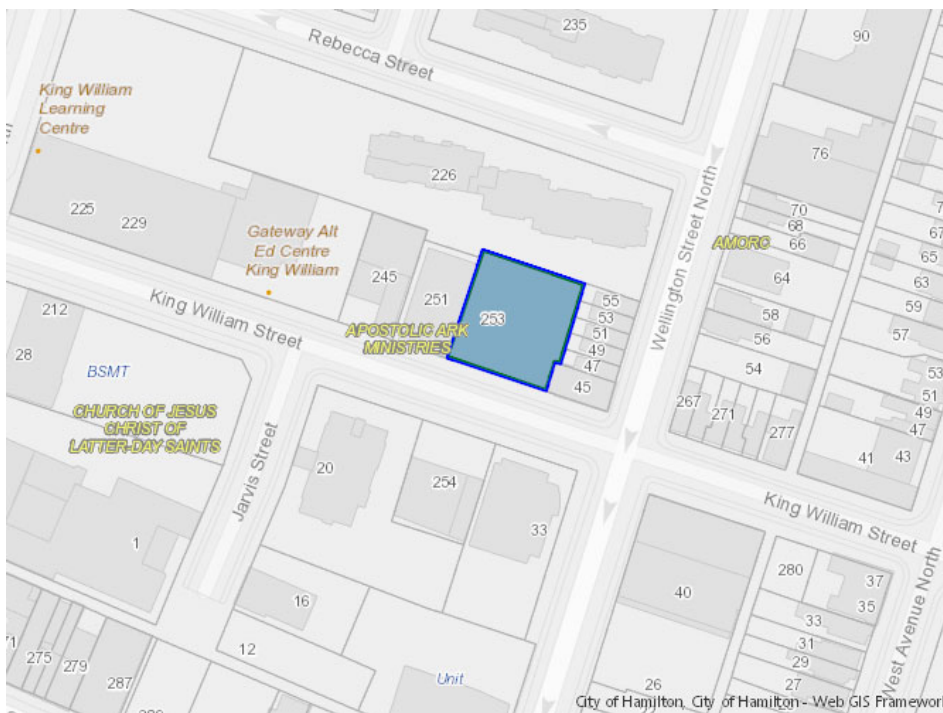 235
90
Rebecca Street
King William
Learning
Centre
76
226
225
229
Gateway Alt
Ed Centre
King William
245
251
253
Wellington Street North
70
68
66
AMORC
64
67
65
63
59
57
58
56
54
55
53
51
49
47
45
King William Street
APOSTOLIC ARK
MINISTRIES
212
28
BSMT
CHURCH OF JESUS
CHRIST OF
LATTER-DAY SAINTS
Jarvis Street
20
254
33
267
271
277
53
51
49
47
41
43
King William Street
1
16
12
40
280
37
35
33
31
29
27
26
West Avenue North
275
279
287
Unit
City of Hamilton, City of Hamilton - Web GIS Framework